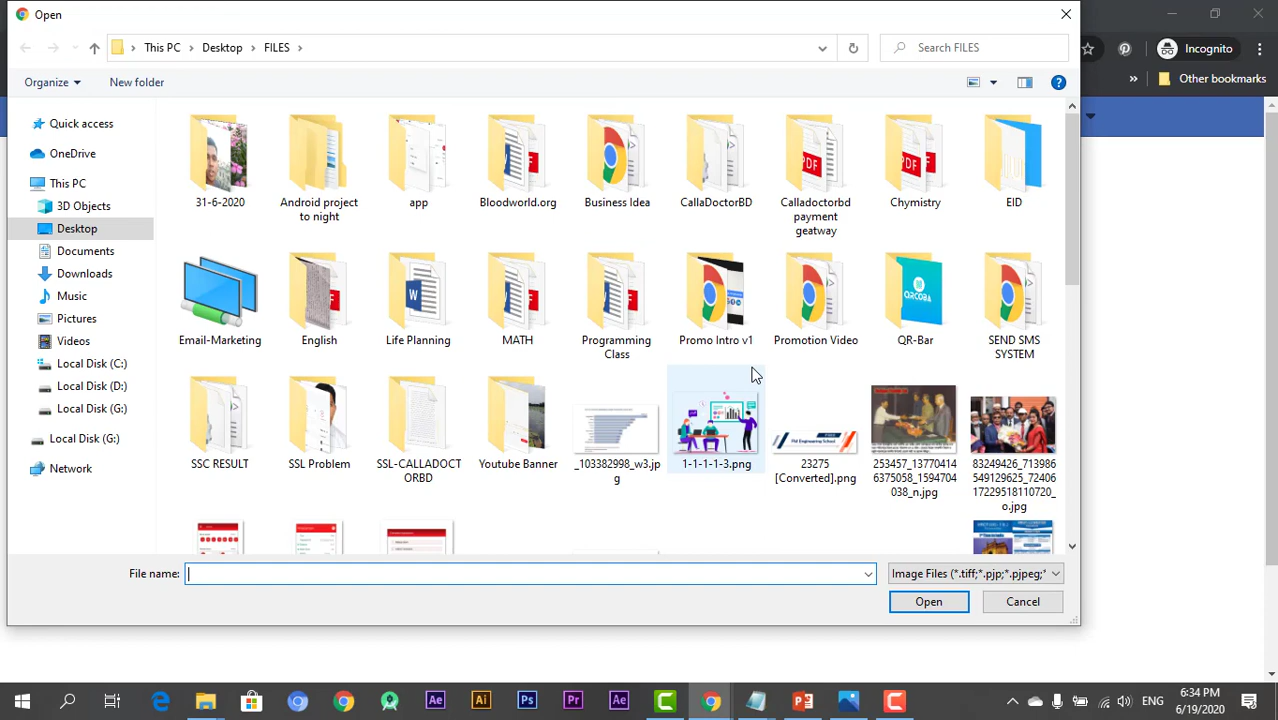 Open
This PC
Desktop
FILES
Search FILES
Incognito
Organize
New folder
Other bookmarks
Quick access
OneDrive
This PC
3D Objects
Desktop
Documents
Downloads
Music
Pictures
Videos
Local Disk (C:)
Local Disk (D:)
Local Disk (G:)
Local Disk (G:)
Network
31-6-2020
Android project
to night
app
Bloodworld.org
Business Idea
CallaDoctorBD
Calladoctorbd
payment
geatway
Chymistry
EID
Email-Marketing
English
Life Planning
MATH
Programming
Class
Promo Intro v1
Promotion Video
QR-Bar
SEND SMS
SYSTEM
SSC RESULT
SSL Problem
SSL-CALLADOCT
ORBD
Youtube Banner
_103382998_w3.jp
g
1-1-1-1-3.png
23275
[Converted].png
253457_13770414
6375058_1594704
038_n.jpg
83249426_713986
549129625_72406
17229518110720_
o.jpg
File name:
Image Files (*.tiff;*.pjp;*.pjpeg;*
Open
Cancel
ENG
6:34 PM
6/19/2020